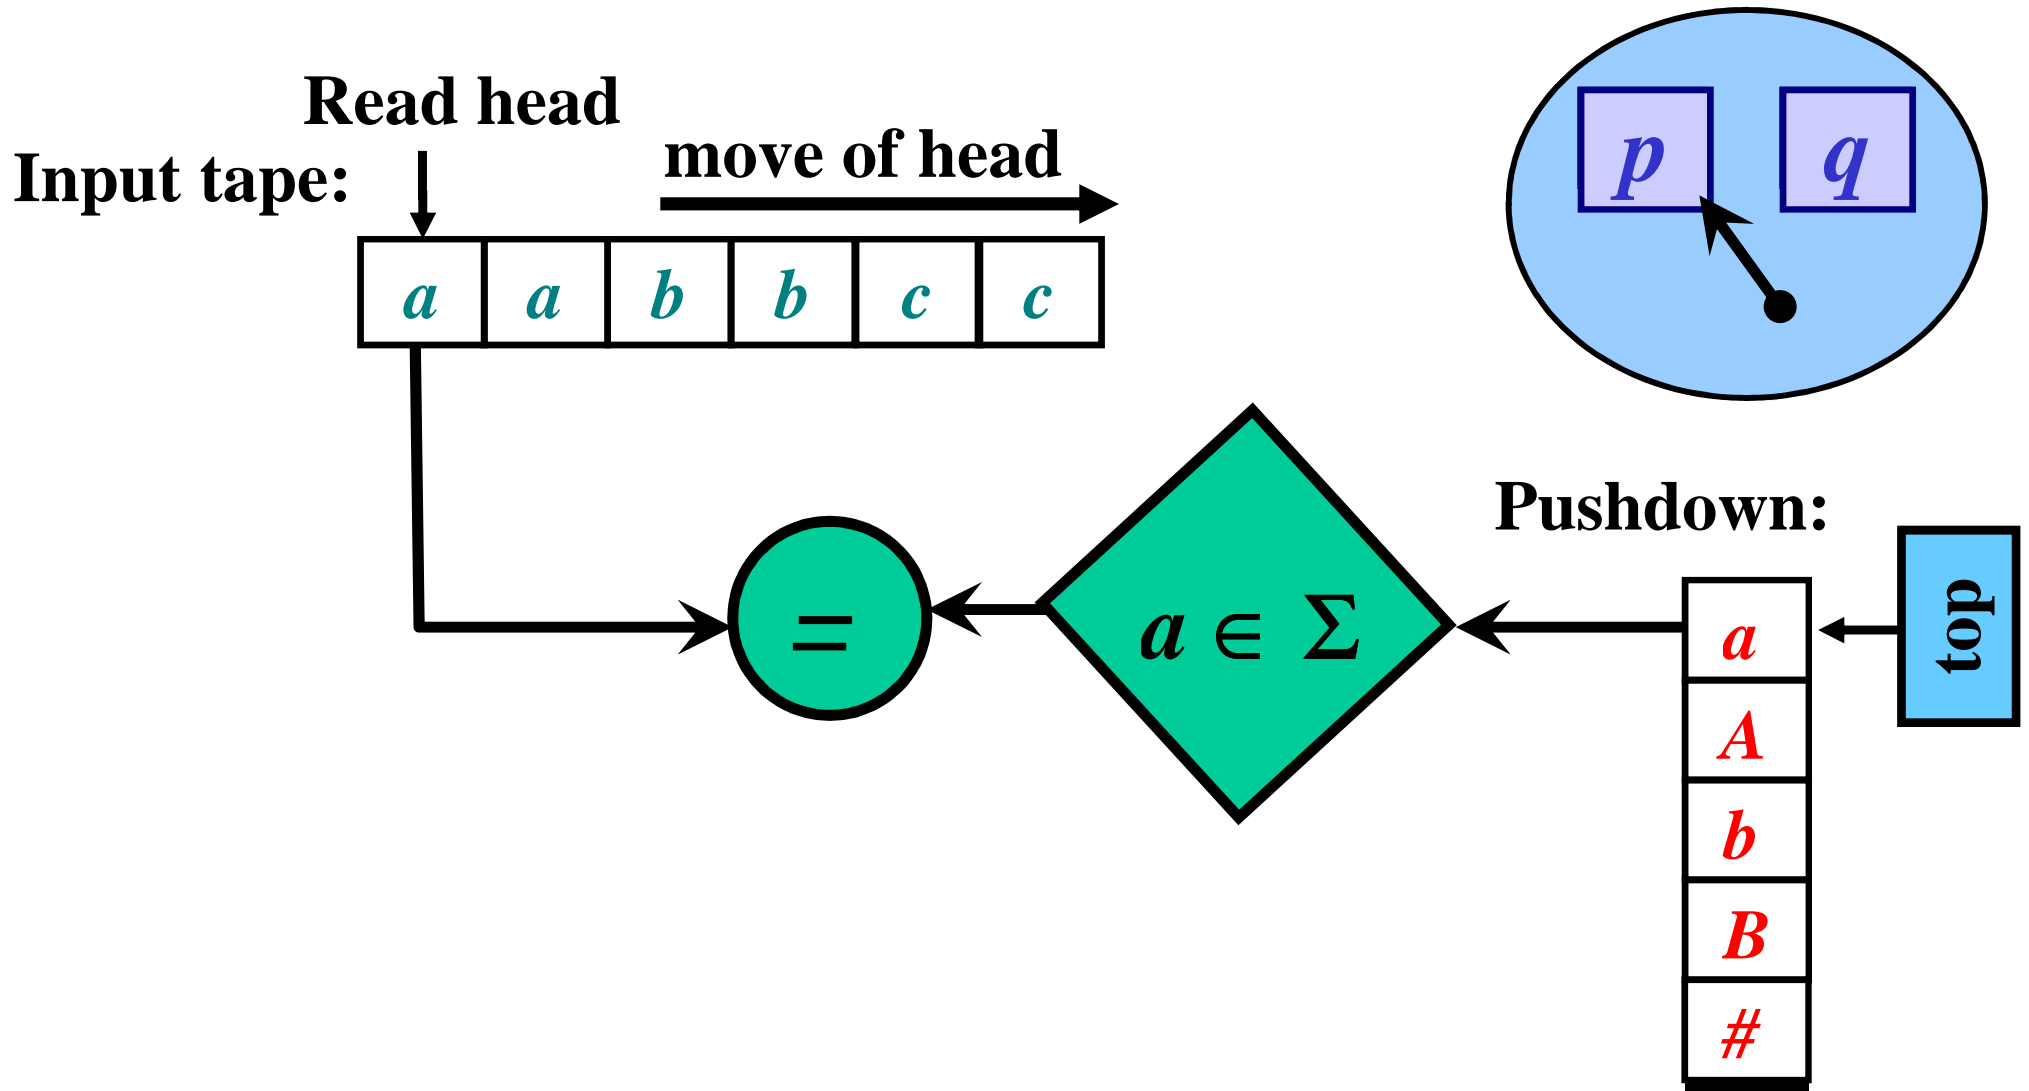 Read head
Input tape:
move of head
a a b b c c
p q
=
a ∈ Σ
Pushdown:
top
a
A
b
B
#